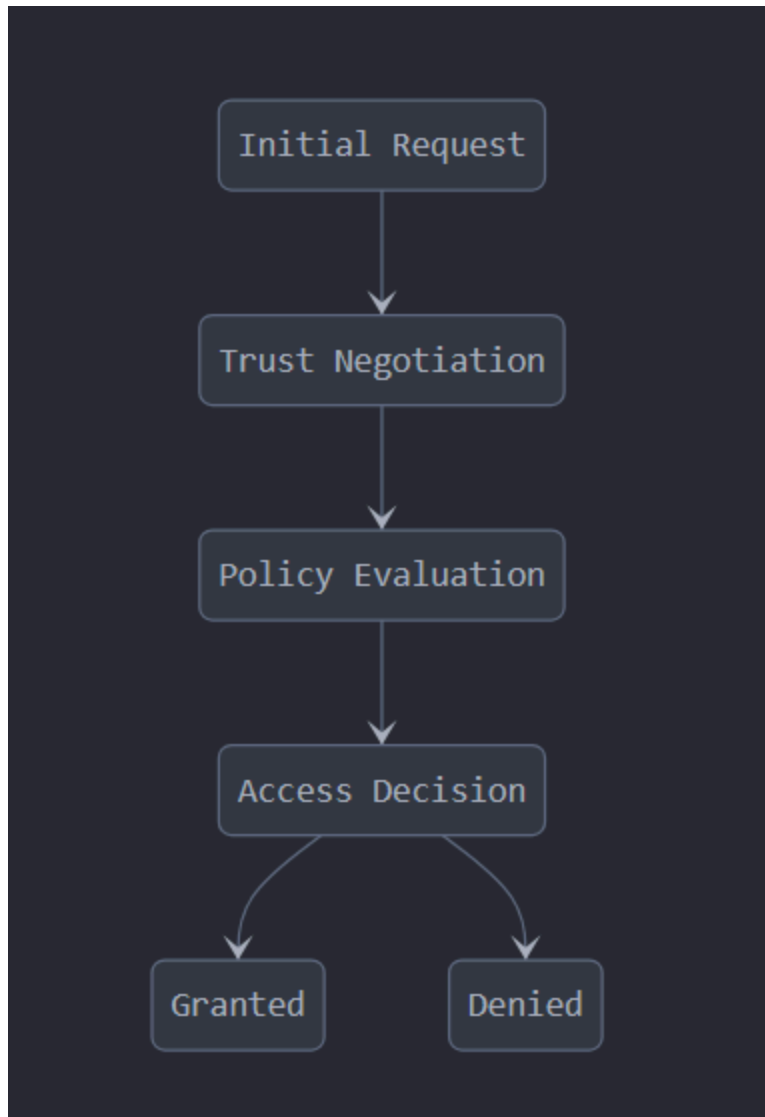 Initial Request
Trust Negotiation
Policy Evaluation
Access Decision
Granted
Denied